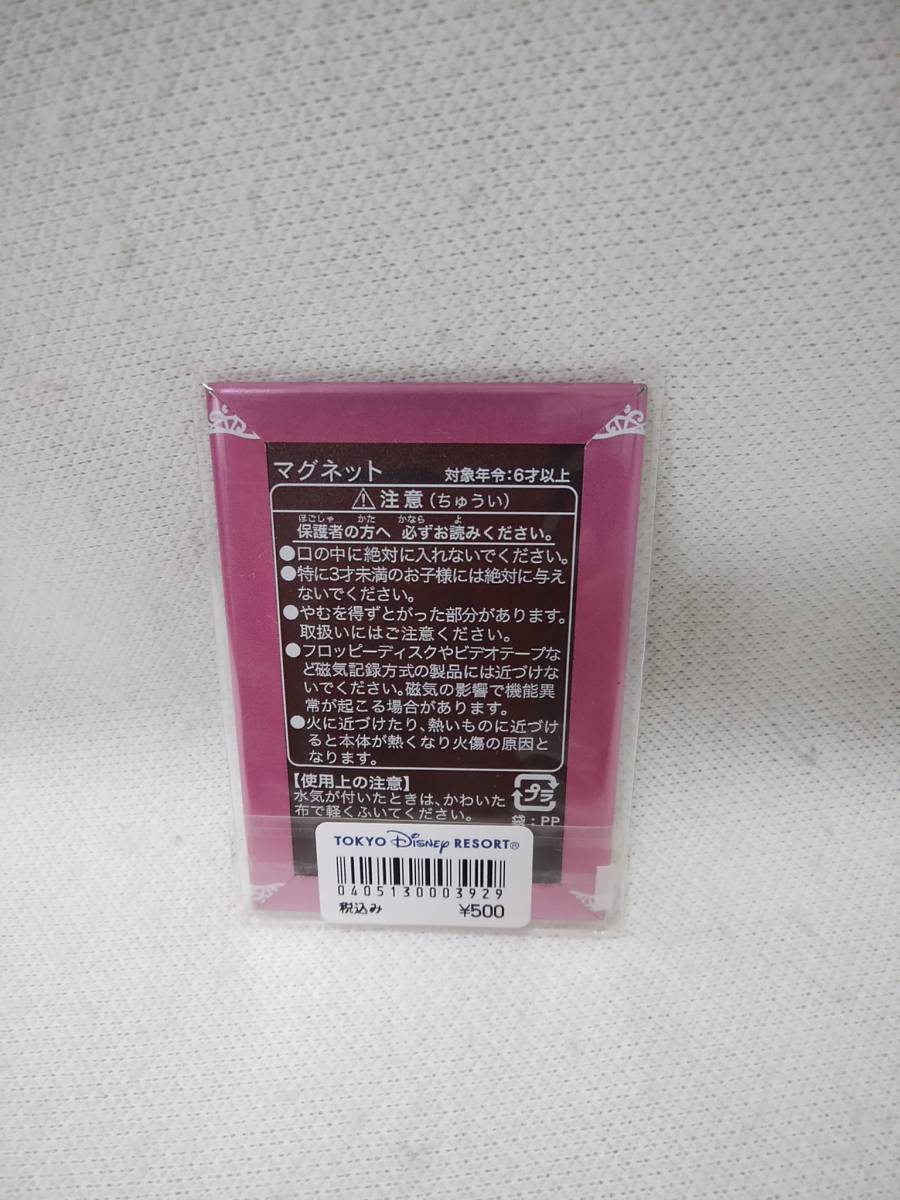 マグネット 対象年令:6才以上
⚠注意(ちゅうい)
ほごしゃ かた かなら よ
保護者の方へ 必ずお読みください。
●口の中に絶対に入れないでください。
●特に3才未満のお子様には絶対に与え
ないでください。
●やむを得ずとがった部分があります。
取扱いにはご注意ください。
●フロッピーディスクやビデオテープな
ど磁気記録方式の製品には近づけな
いでください。磁気の影響で機能異
常が起こる場合があります。
●火に近づけたり、熱いものに近づけ
ると本体が熱くなり火傷の原因と
なります。
【使用上の注意】
水気が付いたときは、かわいた
布で軽くふいてください。
プラ
袋:PP
TOKYO Disney RESORT®
0405130003929
税込み ¥500